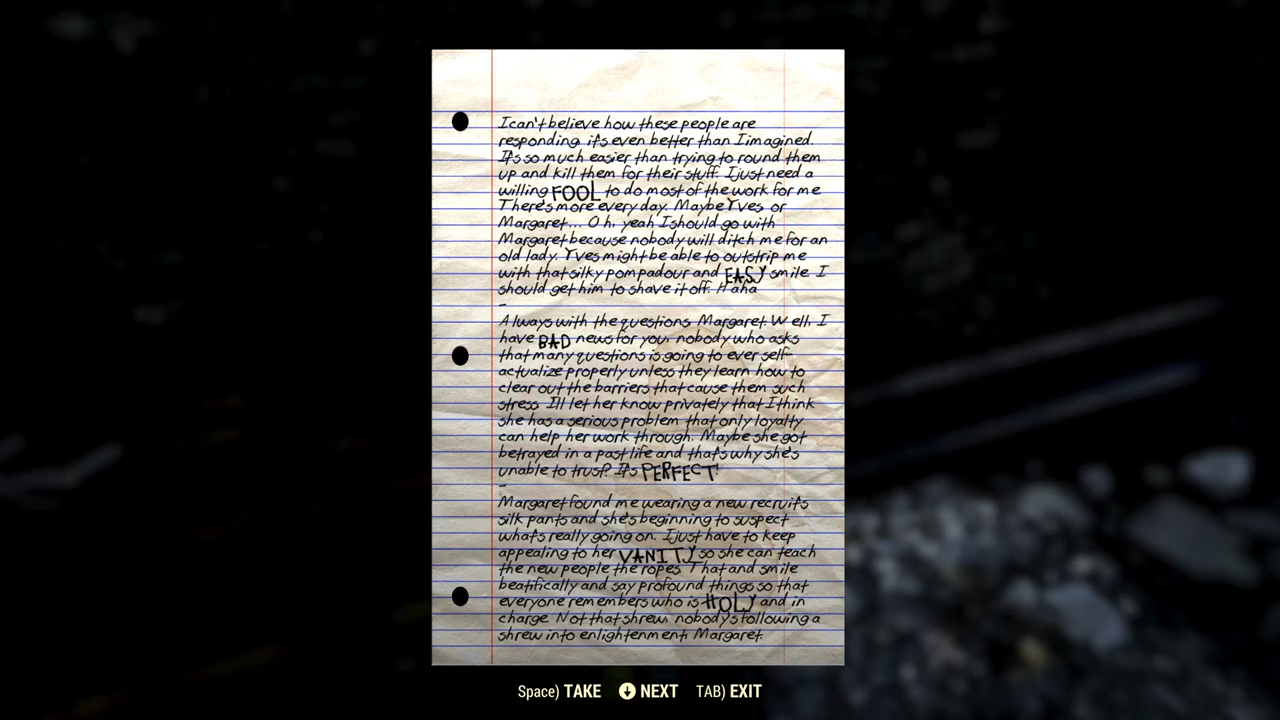 I can't believe how these people are
responding. it's even better than I imagined.
It's so much easier than trying to round them
up and kill them for their stuff. I just need a
willing FOOL to do most of the work for me.
There's more every day. Maybe Yves or
Margaret... Oh, yeah I should go with
Margaret because nobody will ditch me for an
old lady. Yves might be able to outstrip me
with that silky pompadour and EASY smile. I
should get him to shave it off. Haha
-
Always with the questions, Margaret. Well, I
have BAD news for you: nobody who asks
that many questions is going to ever self-
actualize properly unless they learn how to
clear out the barriers that cause them such
stress. I'll let her know privately that I think
she has a serious problem that only loyalty
can help her work through. Maybe she got
betrayed in a past life and that's why she's
unable to trust? It's PERFECT!
-
Margaret found me wearing a new recruit's
silk pants and she's beginning to suspect
what's really going on. I just have to keep
appealing to her VANITY so she can teach
the new people the ropes. That and smile
beatifically and say profound things so that
everyone remembers who is HOLY and in
charge. Not that shrew. nobody's following a
shrew into enlightenment, Margaret.
Space) TAKE NEXT TAB) EXIT